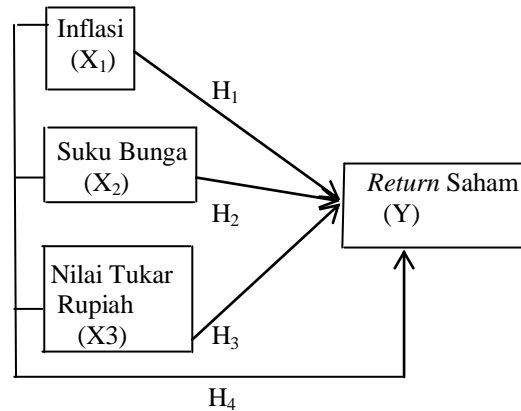 Inflasi
(X₁)
H₁
Suku Bunga
(X₂)
H₂
Return Saham
(Y)
Nilai Tukar
Rupiah
(X3)
H₃
H₄